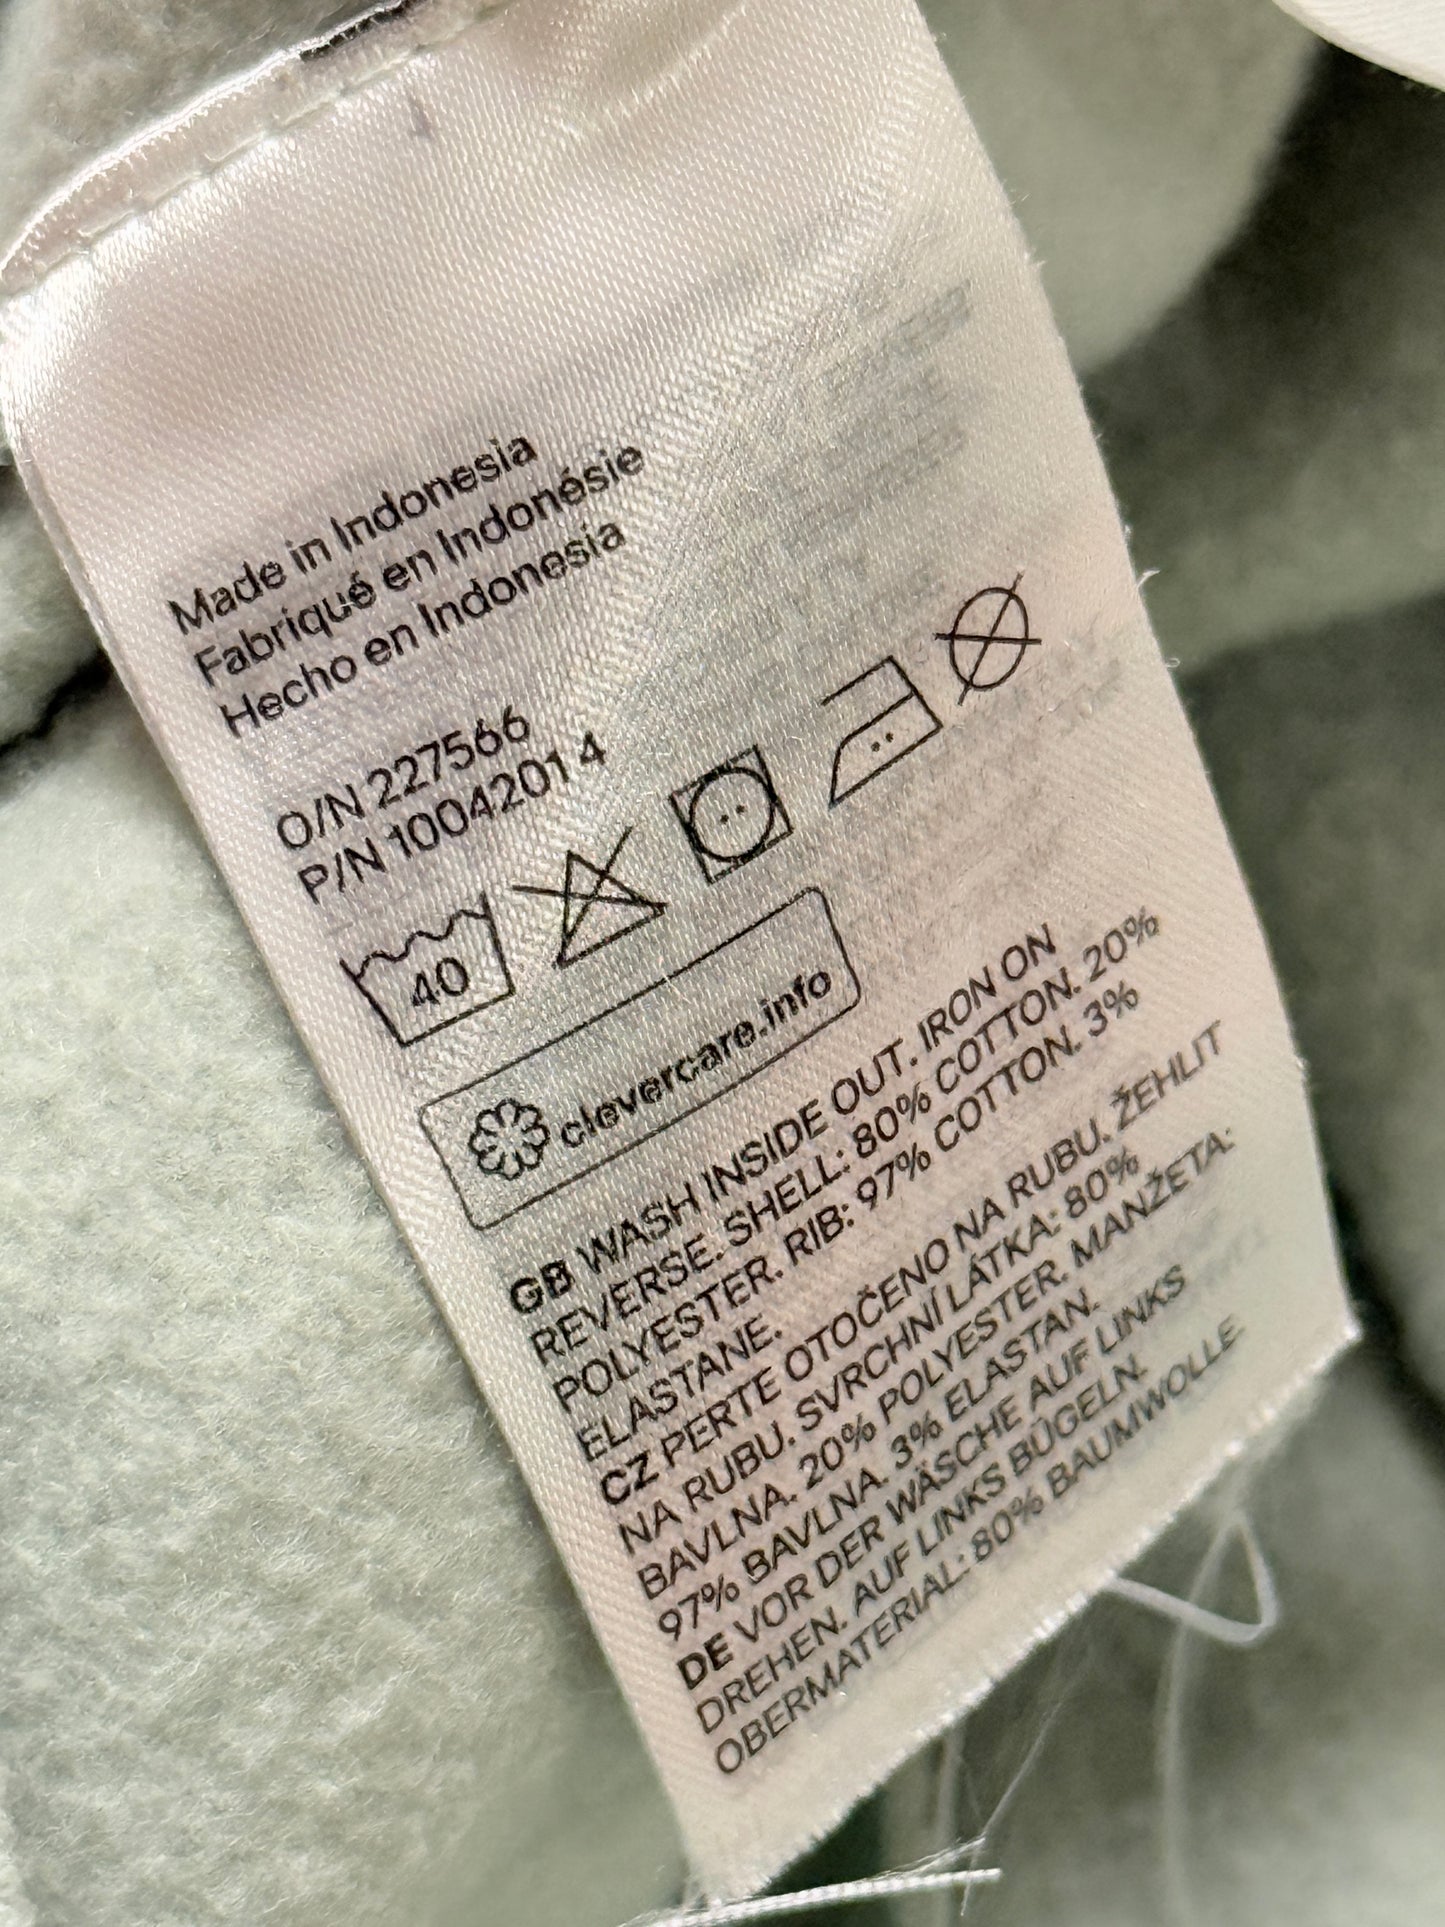 Made in Indonesia
Fabriqué en Indonésie
Hecho en Indonesia
O/N 227566
P/N 10042014
40
clevercare.info
GB WASH INSIDE OUT. IRON ON
REVERSE. SHELL: 80% COTTON. 20%
POLYESTER. RIB: 97% COTTON. 3%
ELASTANE.
CZ PERTE OTOČENO NA RUBU. ŽEHLIT
NA RUBU. SVRCHNÍ LÁTKA: 80%
BAVLNA. 20% POLYESTER. MANŽETA:
97% BAVLNA. 3% ELASTAN.
DE VOR DER WÄSCHE AUF LINKS
DREHEN. AUF LINKS BÜGELN.
OBERMATERIAL: 80% BAUMWOLLE.